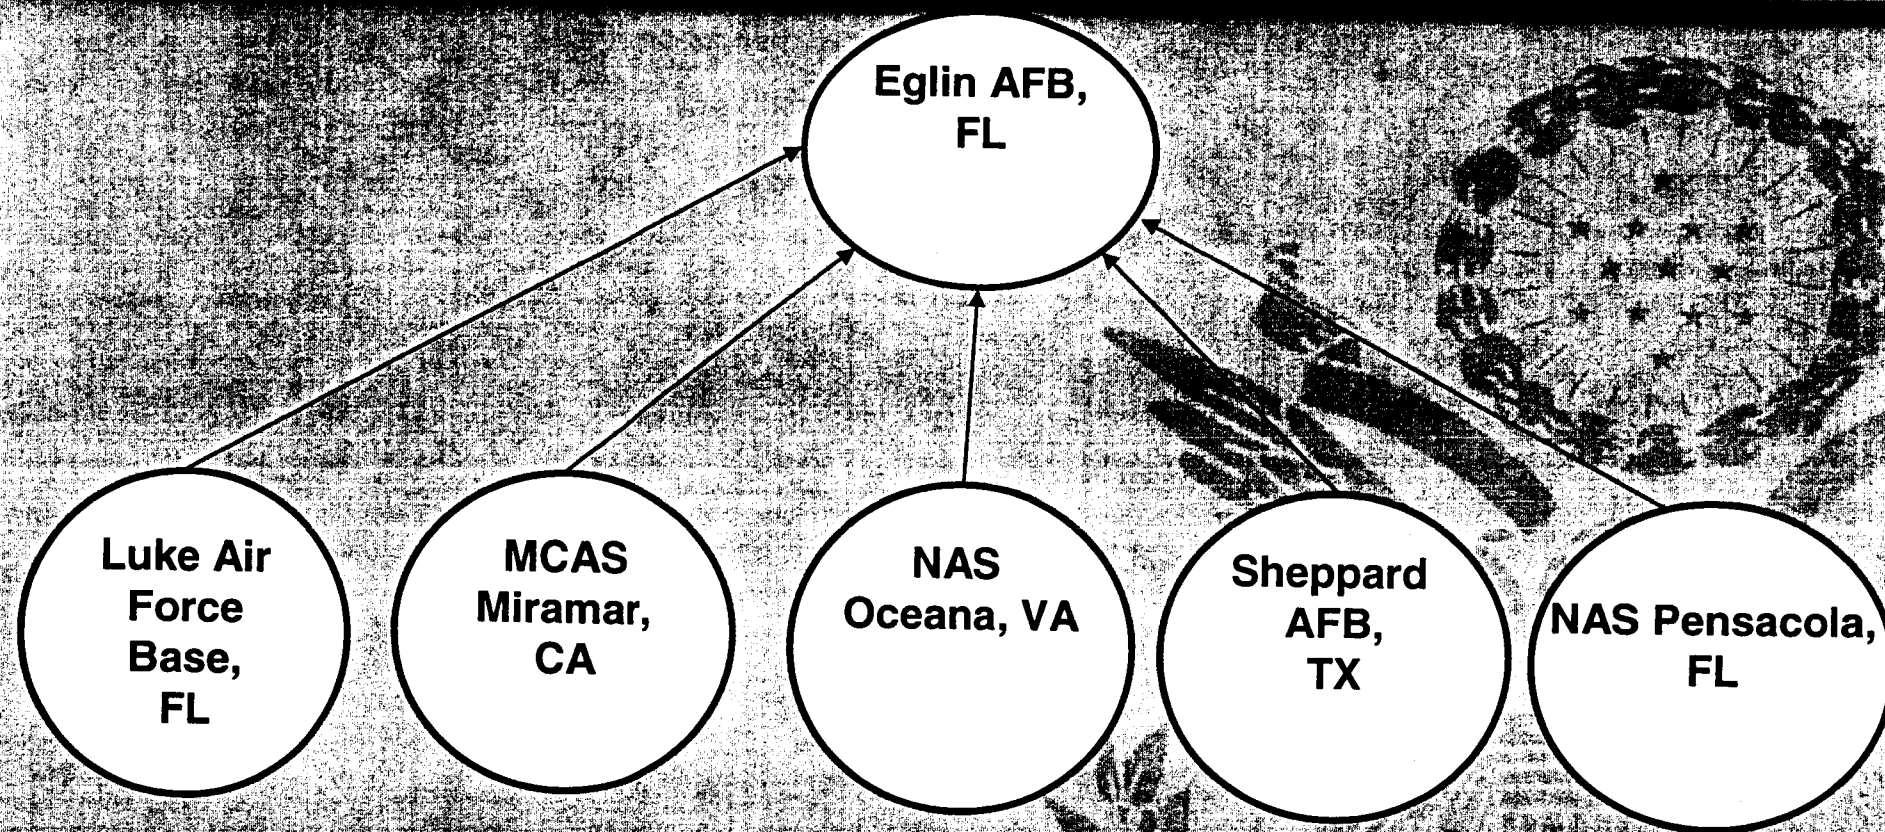 Eglin AFB,
FL
Luke Air
Force
Base,
FL
MCAS
Miramar,
CA
NAS
Oceana, VA
Sheppard
AFB,
TX
NAS Pensacola,
FL